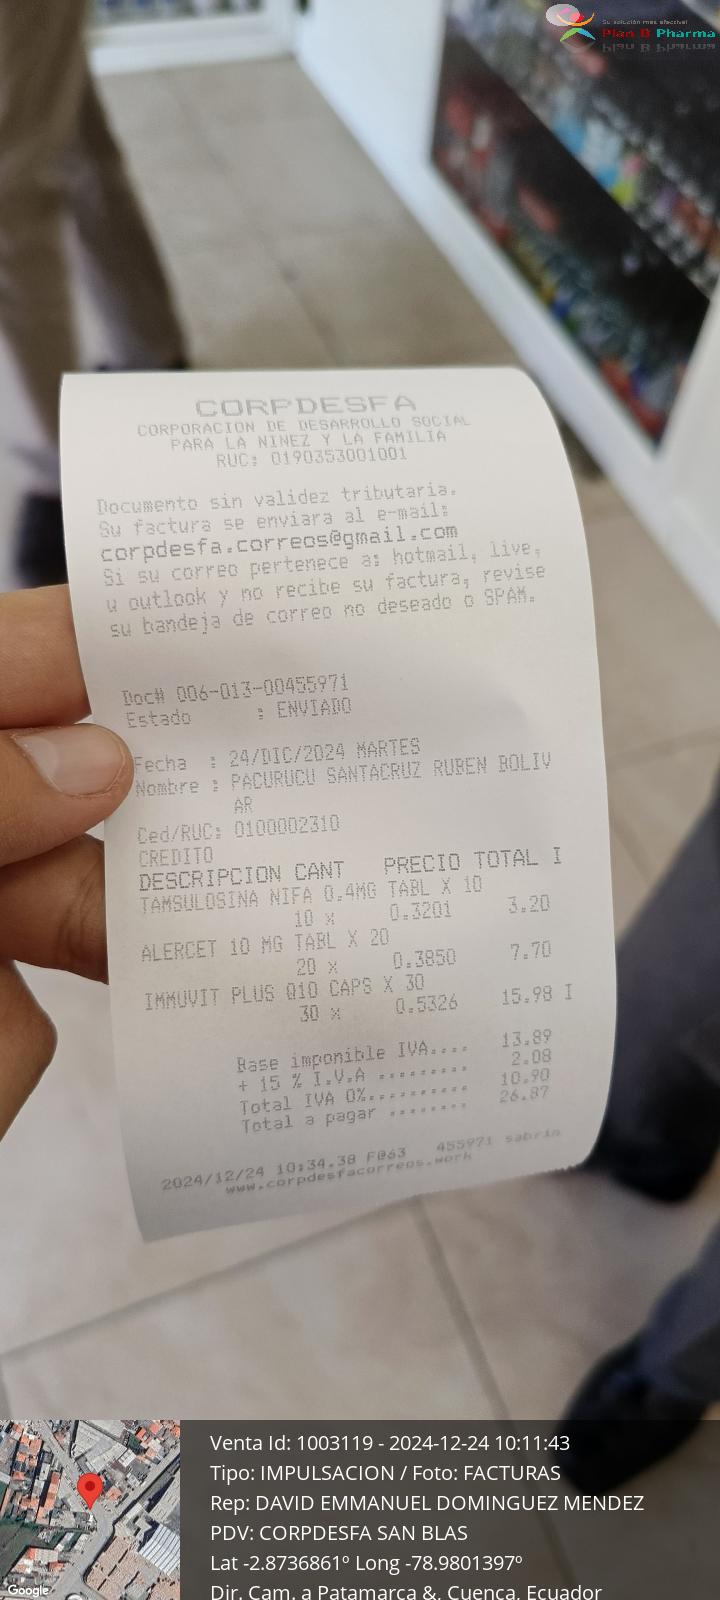 Su solución más efectiva!
Plan B Pharma
CORPDESFA
CORPORACION DE DESARROLLO SOCIAL
PARA LA NINEZ Y LA FAMILIA
RUC: 0190353001001
Documento sin validez tributaria.
Su factura se enviara al e-mail:
corpdesfa.correos@gmail.com
Si su correo pertenece a: hotmail, live,
u outlook y no recibe su factura, revise
su bandeja de correo no deseado o SPAM.
Doc# 006-013-00455971
Estado : ENVIADO
Fecha : 24/DIC/2024 MARTES
Nombre : PACURUCU SANTACRUZ RUBEN BOLIV
AR
Ced/RUC: 0100002310
CREDITO
DESCRIPCION CANT PRECIO TOTAL I
TAMSULOSINA NIFA 0.4MG TABL X 10
10 x 0.3201 3.20
ALERCET 10 MG TABL X 20
20 x 0.3850 7.70
IMMUVIT PLUS Q10 CAPS X 30
30 x 0.5326 15.98 I
Base imponible IVA.... 13.89
+ 15 % I.V.A ......... 2.08
Total IVA 0%.......... 10.90
Total a pagar ........ 26.87
2024/12/24 10:34.38 F@63 455971 sabrin
www.corpdesfacorreos.work
Venta Id: 1003119 - 2024-12-24 10:11:43
Tipo: IMPULSACION / Foto: FACTURAS
Rep: DAVID EMMANUEL DOMINGUEZ MENDEZ
PDV: CORPDESFA SAN BLAS
Lat -2.8736861º Long -78.9801397º
Dir. Cam. a Patamarca &, Cuenca, Ecuador
Google